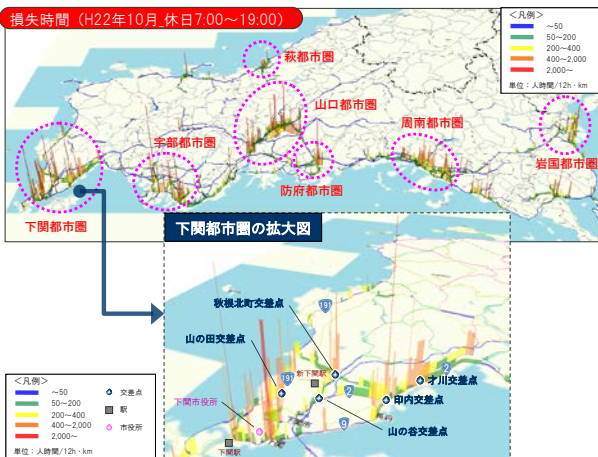 損失時間（H22年10月_休日7:00～19:00）
＜凡例＞
～50
50～200
200～400
400～2,000
2,000～
単位：人時間/12h・km
萩都市圏
山口都市圏
宇部都市圏
周南都市圏
岩国都市圏
防府都市圏
下関都市圏
下関都市圏の拡大図
秋根北町交差点
191
山の田交差点
新下関駅
191
2
2
才川交差点
印内交差点
下関市役所
9
山の谷交差点
下関駅
＜凡例＞
～50
交差点
50～200
駅
200～400
400～2,000
市役所
2,000～
単位：人時間/12h・km